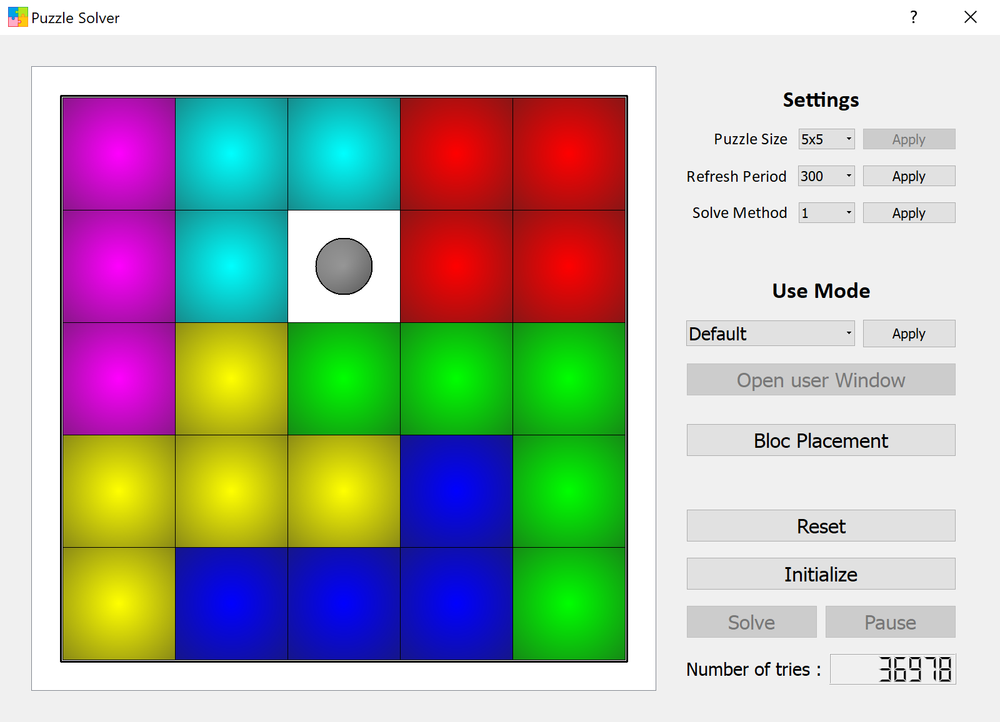 Puzzle Solver
?
Settings
Puzzle Size 5x5 Apply
Refresh Period 300 Apply
Solve Method 1 Apply
Use Mode
Default Apply
Open user Window
Bloc Placement
Reset
Initialize
Solve Pause
Number of tries : 36978